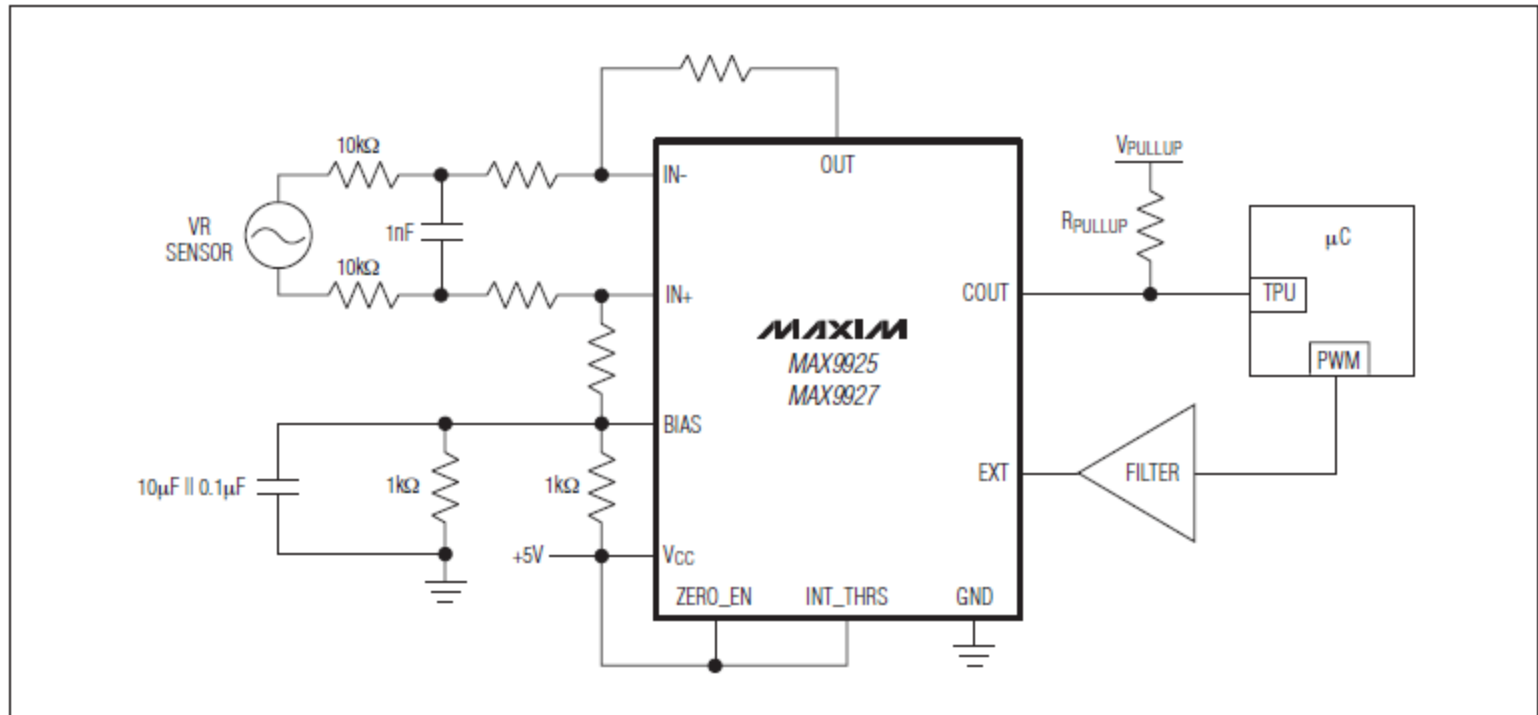 10kΩ
OUT
VPULLUP
IN-
VR
SENSOR
1nF
RPULLUP
µC
10kΩ
IN+
COUT
TPU
MAXIM
MAX9925
MAX9927
PWM
BIAS
EXT
FILTER
10µF || 0.1µF
1kΩ
1kΩ
+5V
VCC
ZERO_EN
INT_THRS
GND